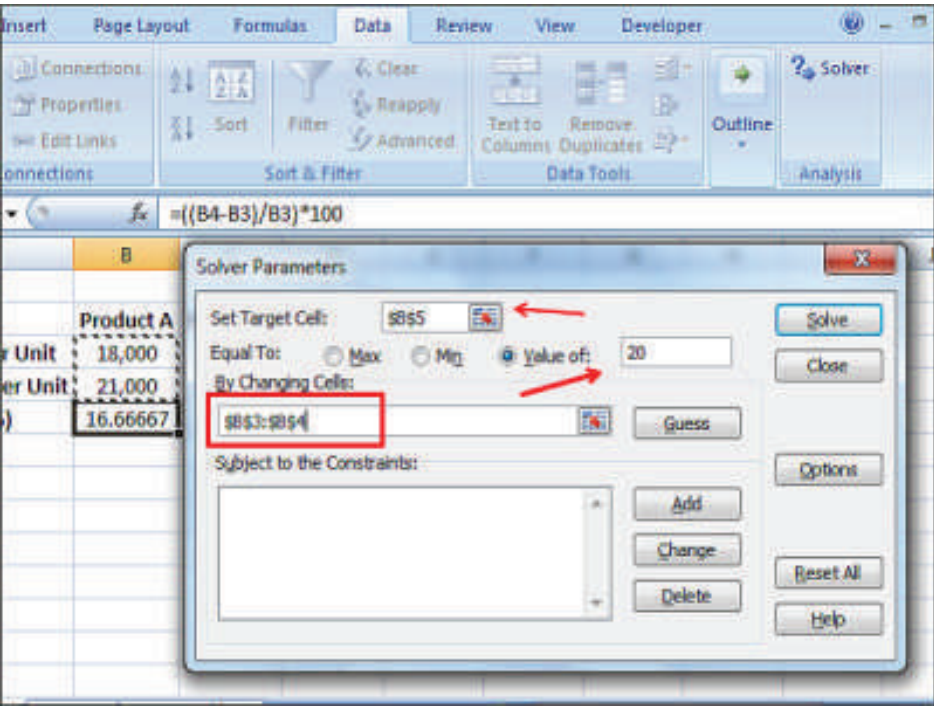 Insert Page Layout Formulas Data Review View Developer
Connections Clear Solver
Properties Reapply
Edit Links Sort Filter Advanced Text to Columns Remove Duplicates Outline
onnections Sort & Filter Data Tools Analysis
fx =((B4-B3)/B3)*100
B
Solver Parameters
Product A
r Unit 18,000
er Unit 21,000
) 16.66667
Set Target Cell: $B$5
Equal To: Max Min Value of: 20
By Changing Cells:
$B$3:$B$4
Guess
Subject to the Constraints:
Add
Change
Delete
Solve
Close
Options
Reset All
Help